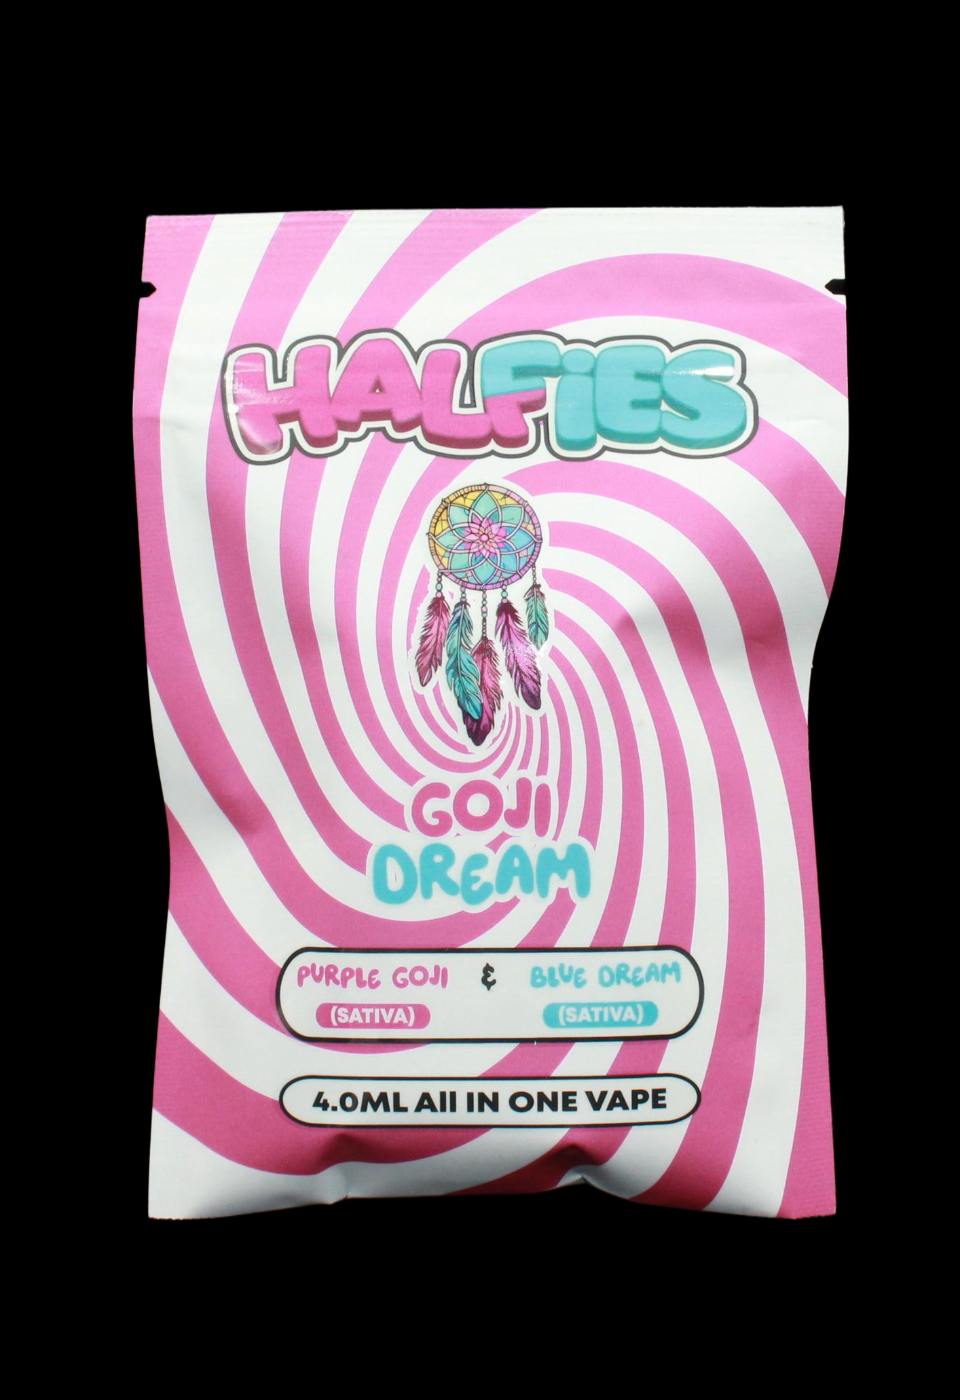 HALFiES
GOJI
DREAM
PURPLE GOJI & BLUE DREAM
(SATIVA) (SATIVA)
4.0ML All IN ONE VAPE